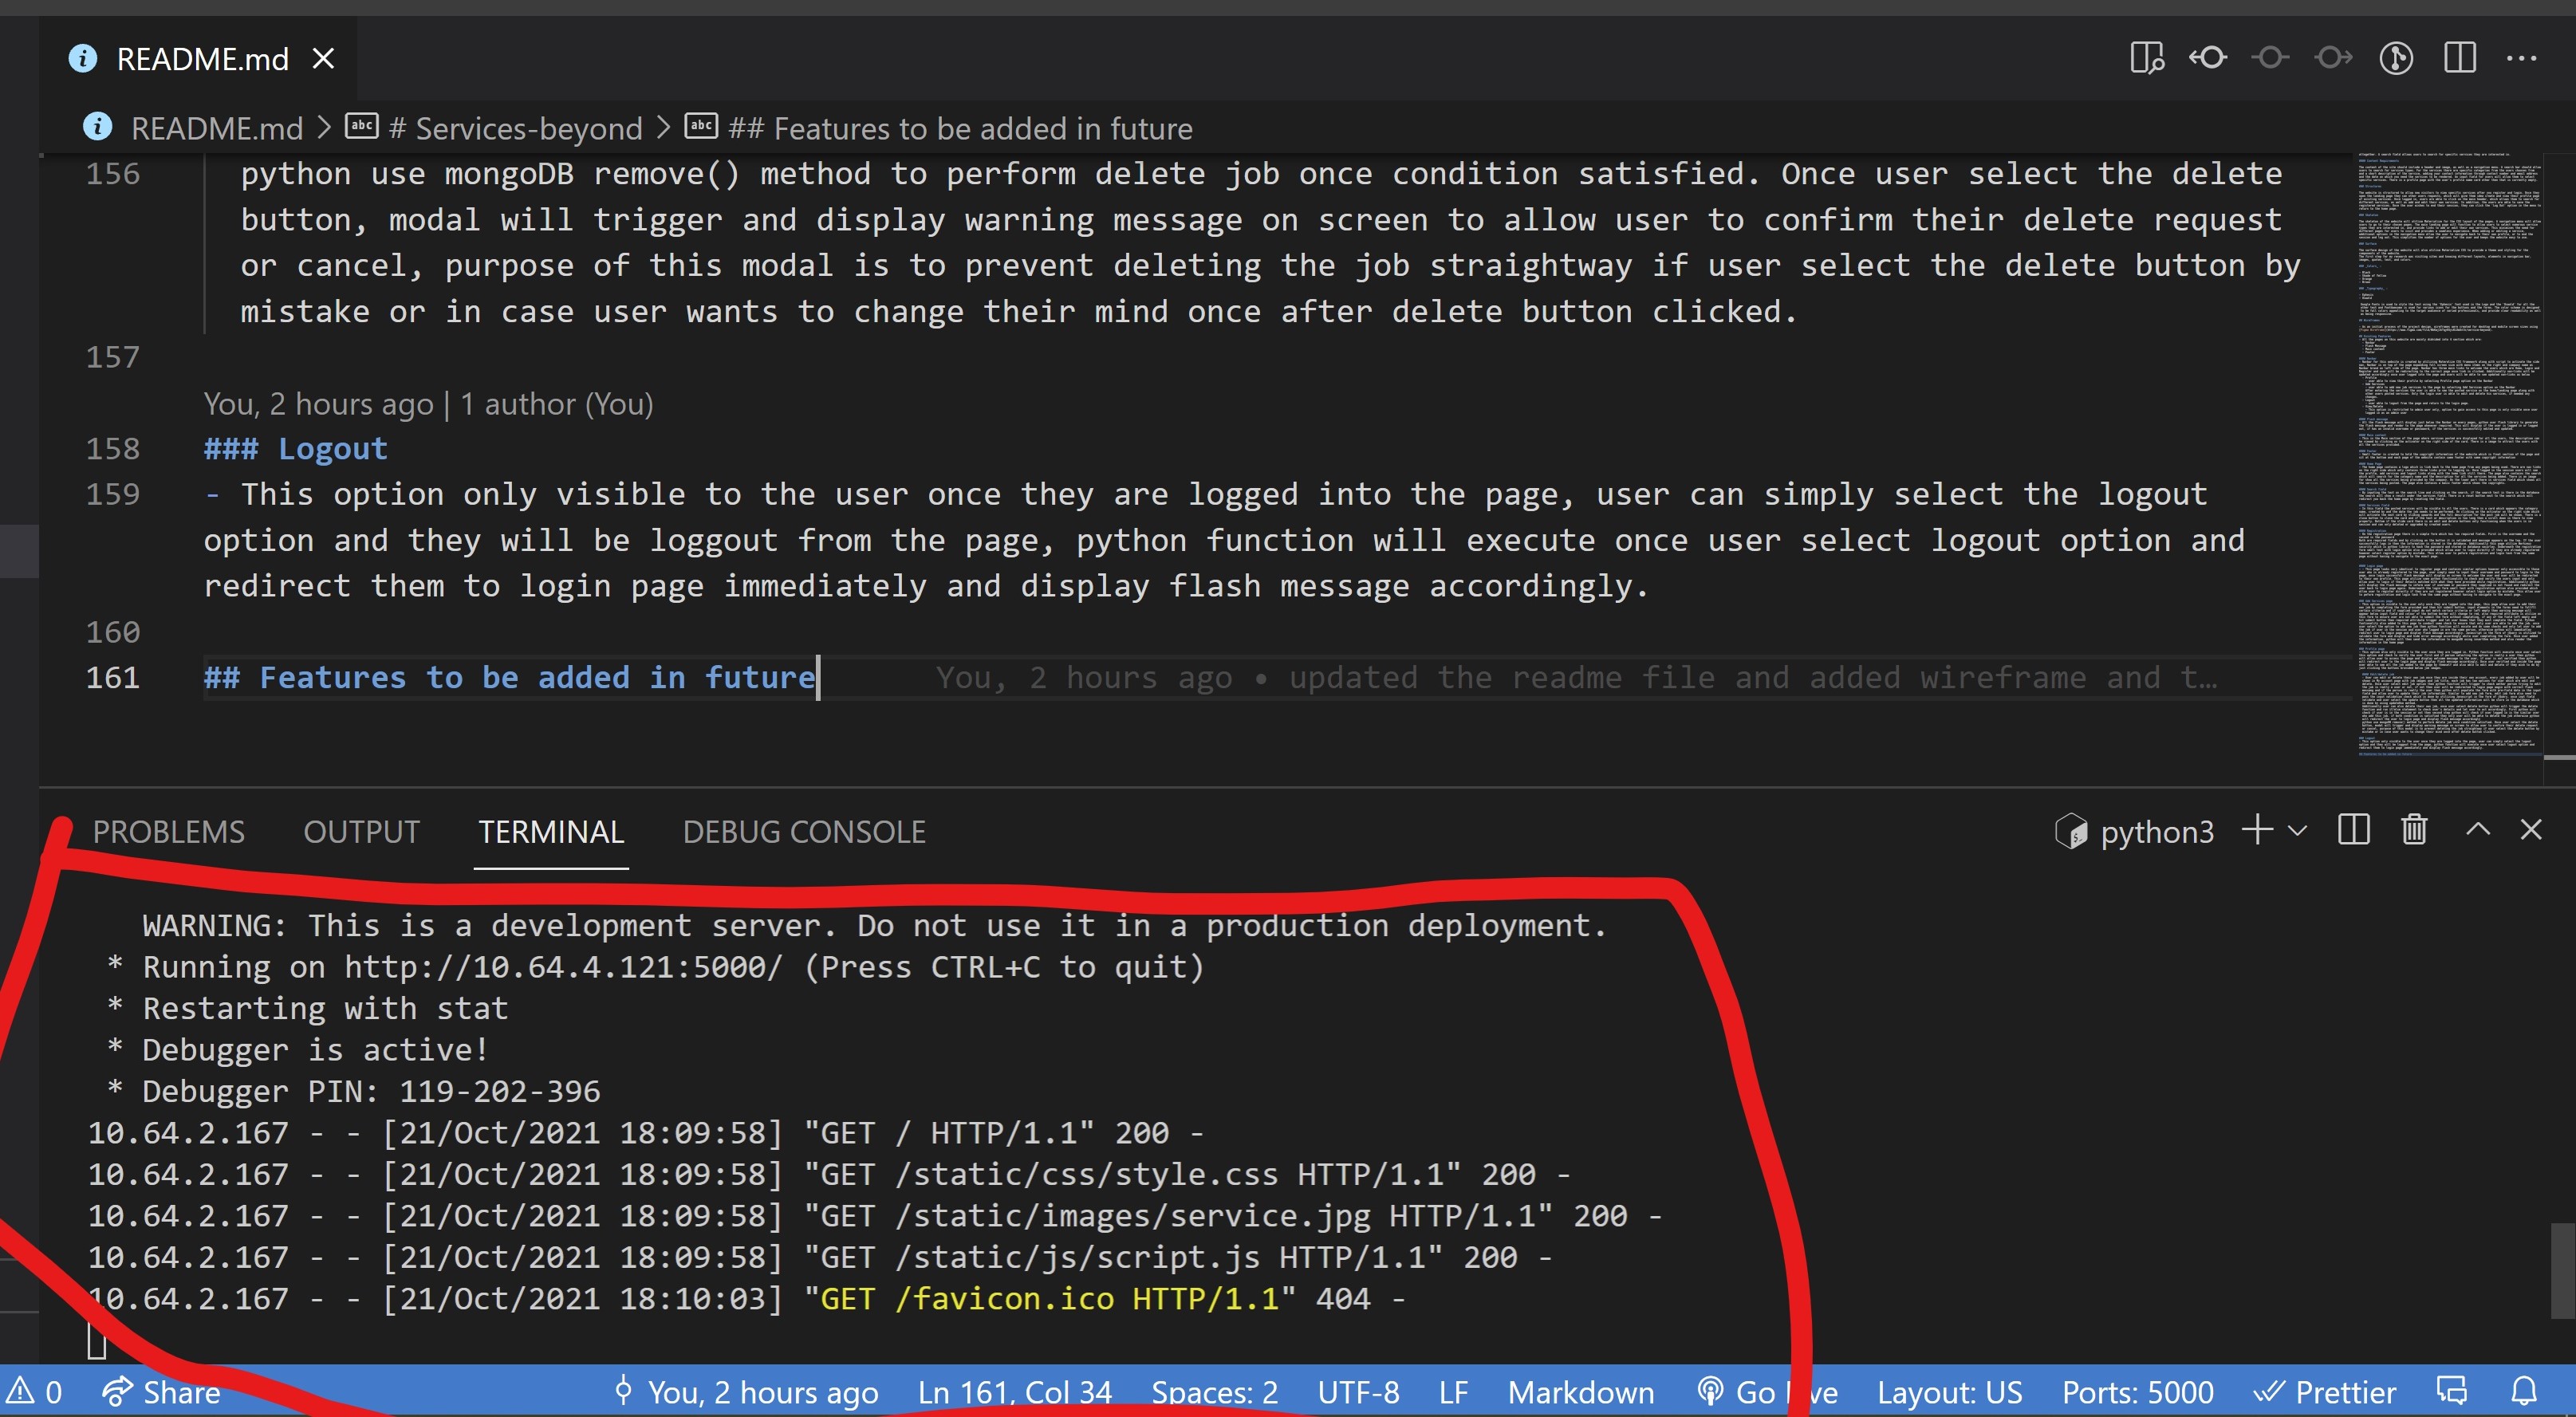 README.md
README.md > # Services-beyond > ## Features to be added in future
156 python use mongoDB remove() method to perform delete job once condition satisfied. Once user select the delete
button, modal will trigger and display warning message on screen to allow user to confirm their delete request
or cancel, purpose of this modal is to prevent deleting the job straightway if user select the delete button by
mistake or in case user wants to change their mind once after delete button clicked.
157
You, 2 hours ago | 1 author (You)
158 ### Logout
159 - This option only visible to the user once they are logged into the page, user can simply select the logout
option and they will be loggout from the page, python function will execute once user select logout option and
redirect them to login page immediately and display flash message accordingly.
160
161 ## Features to be added in future You, 2 hours ago • updated the readme file and added wireframe and t…
PROBLEMS OUTPUT TERMINAL DEBUG CONSOLE python3
WARNING: This is a development server. Do not use it in a production deployment.
* Running on http://10.64.4.121:5000/ (Press CTRL+C to quit)
* Restarting with stat
* Debugger is active!
* Debugger PIN: 119-202-396
10.64.2.167 - - [21/Oct/2021 18:09:58] "GET / HTTP/1.1" 200 -
10.64.2.167 - - [21/Oct/2021 18:09:58] "GET /static/css/style.css HTTP/1.1" 200 -
10.64.2.167 - - [21/Oct/2021 18:09:58] "GET /static/images/service.jpg HTTP/1.1" 200 -
10.64.2.167 - - [21/Oct/2021 18:09:58] "GET /static/js/script.js HTTP/1.1" 200 -
10.64.2.167 - - [21/Oct/2021 18:10:03] "GET /favicon.ico HTTP/1.1" 404 -
0 Share You, 2 hours ago Ln 161, Col 34 Spaces: 2 UTF-8 LF Markdown Go Live Layout: US Ports: 5000 Prettier